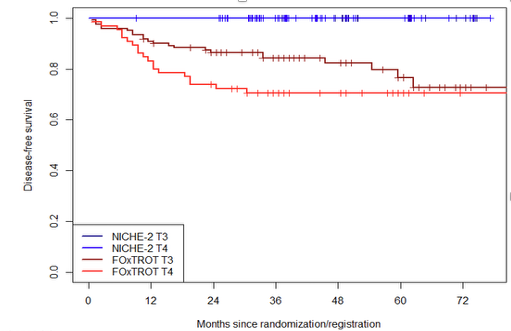 1.0
0.8
0.6
0.4
0.2
0.0
Disease-free survival
NICHE-2 T3
NICHE-2 T4
FOxTROT T3
FOxTROT T4
0 12 24 36 48 60 72
Months since randomization/registration